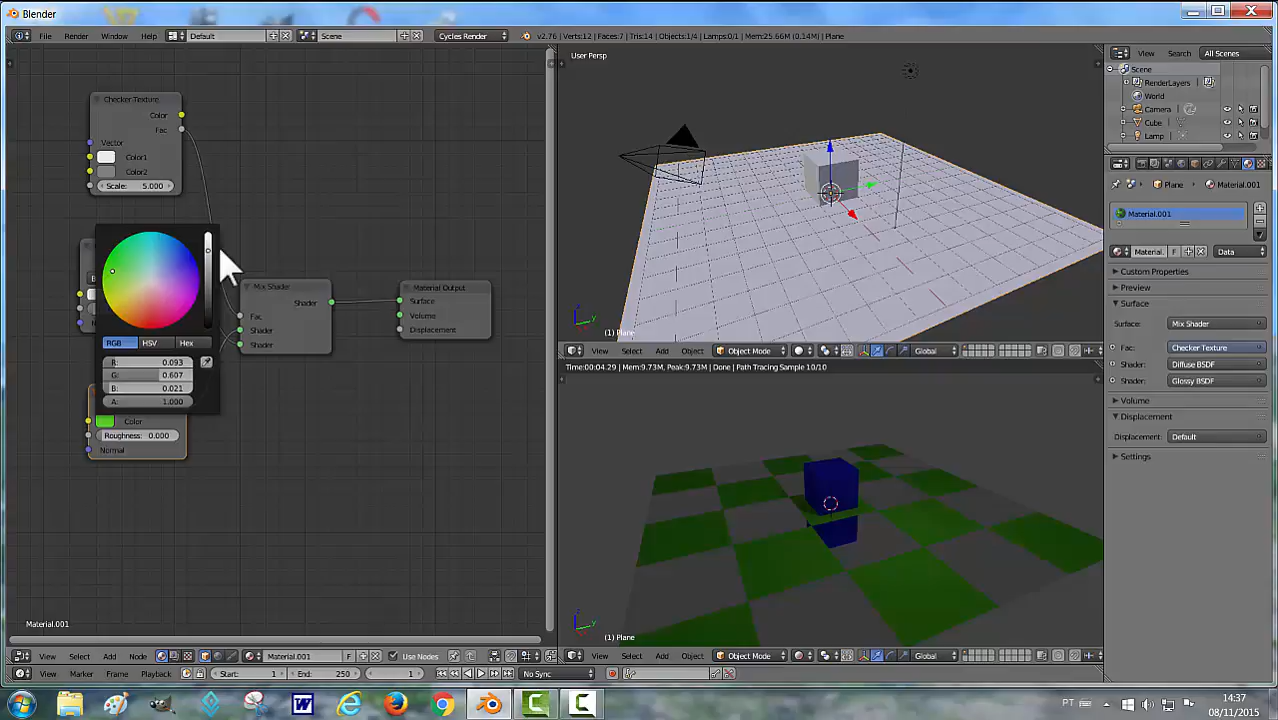 Blender
File Render Window Help Default Scene Cycles Render v2.76 | Verts:12 | Faces:7 | Tris:14 | Objects:1/4 | Lamps:0/1 | Mem:25.66M (0.14M) | Plane
Checker Texture
Color
Fac
Vector
Color1
Color2
Scale: 5.000
RGB HSV Hex
R: 0.093
G: 0.607
B: 0.021
A: 1.000
Color
Roughness: 0.000
Normal
Mix Shader
Shader
Fac
Shader
Shader
Material Output
Surface
Volume
Displacement
Material.001
View Select Add Node Material.001 F Use Nodes
View Marker Frame Playback Start: 1 End: 250 1 No Sync
User Persp
(1) Plane
View Select Add Object Object Mode Global
Time:00:04.29 | Mem:9.73M, Peak:9.73M | Done | Path Tracing Sample 10/10
(1) Plane
View Select Add Object Object Mode Global
View Search All Scenes
Scene
RenderLayers
World
Camera
Cube
Lamp
Plane Material.001
Material.001
Material. F Data
Custom Properties
Preview
Surface
Surface: Mix Shader
Fac: Checker Texture
Shader: Diffuse BSDF
Shader: Glossy BSDF
Volume
Displacement
Displacement: Default
Settings
PT
14:37
08/11/2015